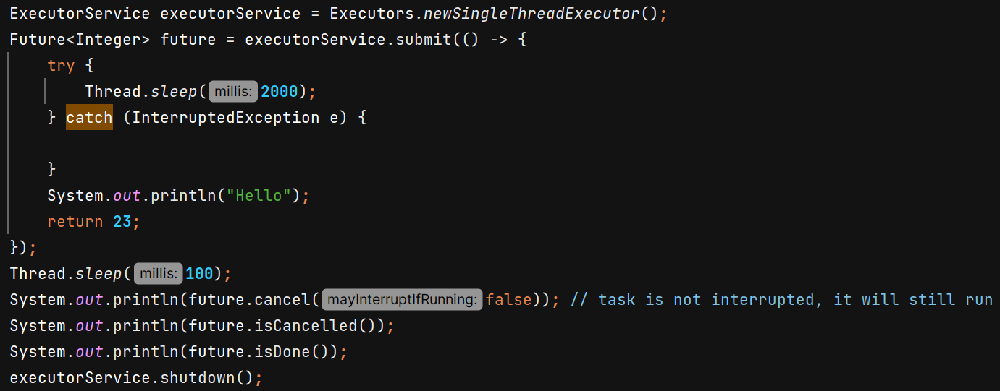 ExecutorService executorService = Executors.newSingleThreadExecutor();
Future<Integer> future = executorService.submit(() -> {
    try {
        Thread.sleep( millis: 2000);
    } catch (InterruptedException e) {

    }
    System.out.println("Hello");
    return 23;
});
Thread.sleep( millis: 100);
System.out.println(future.cancel( mayInterruptIfRunning: false)); // task is not interrupted, it will still run
System.out.println(future.isCancelled());
System.out.println(future.isDone());
executorService.shutdown();